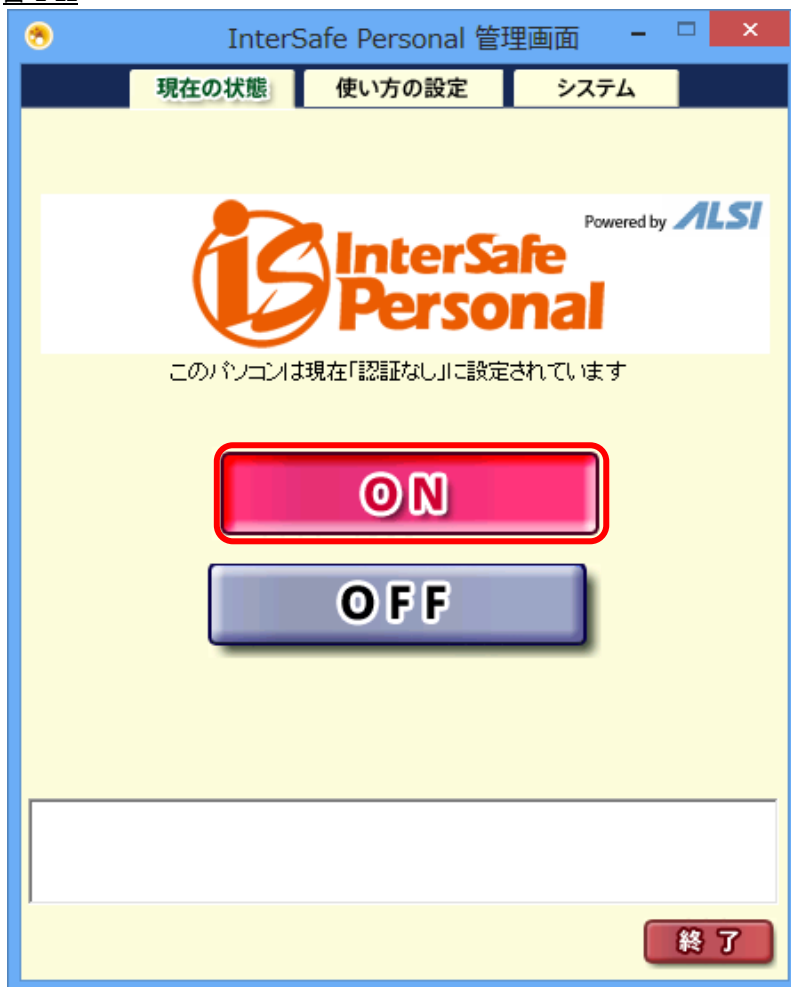 InterSafe Personal 管理画面
現在の状態 使い方の設定 システム
Powered by ALSI
iS InterSafe
Personal
このパソコンは現在「認証なし」に設定されています
ON
OFF
終了